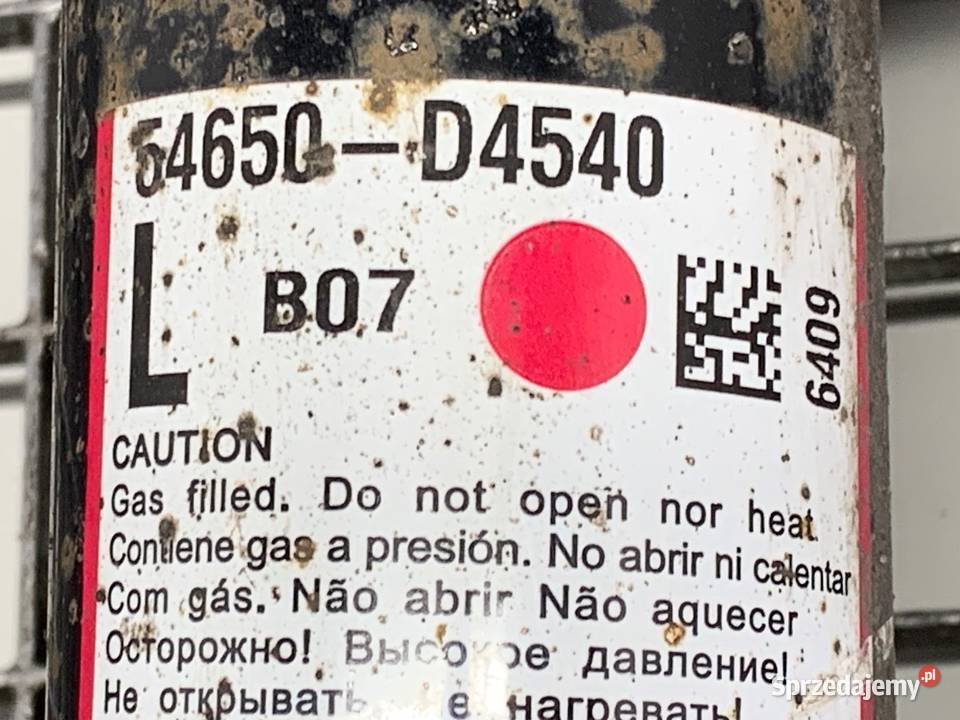 54650-D4540
L B07
6409
CAUTION
Gas filled. Do not open nor heat.
Contiene gas a presión. No abrir ni calentar
Com gás. Não abrir Não aquecer
Осторожно! Высокое давление!
Не открывать нагревать!
Sprzedajemy.pl